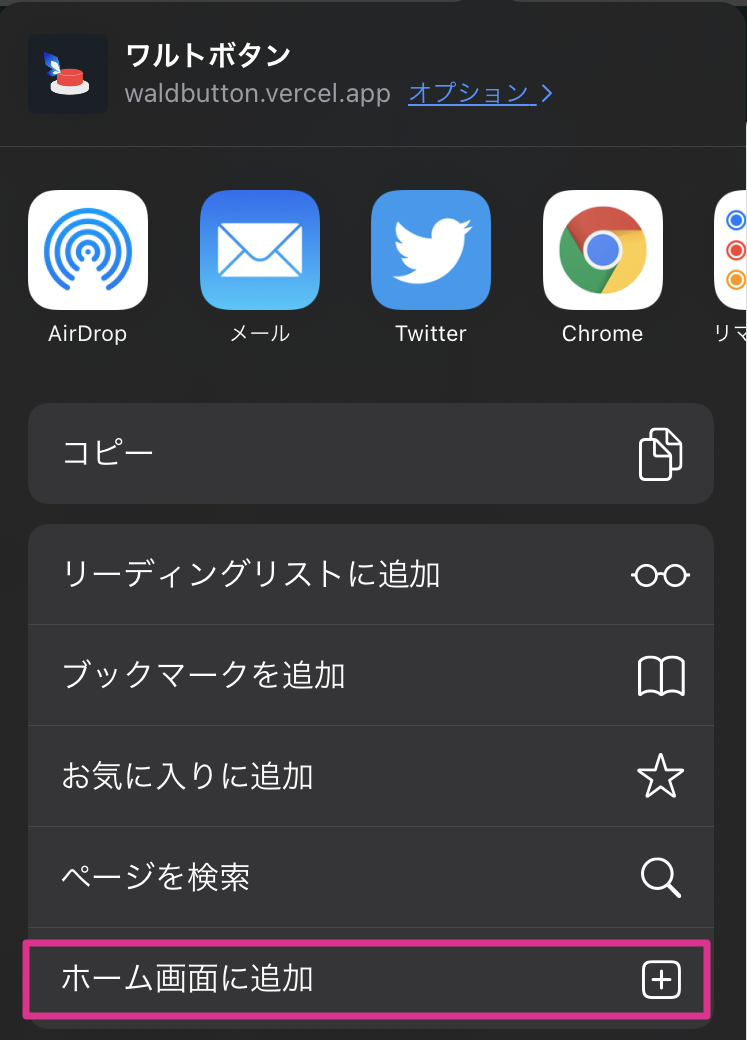 ワルトボタン
waldbutton.vercel.app オプション >
AirDrop メール Twitter Chrome リマ
コピー
リーディングリストに追加
ブックマークを追加
お気に入りに追加
ページを検索
ホーム画面に追加